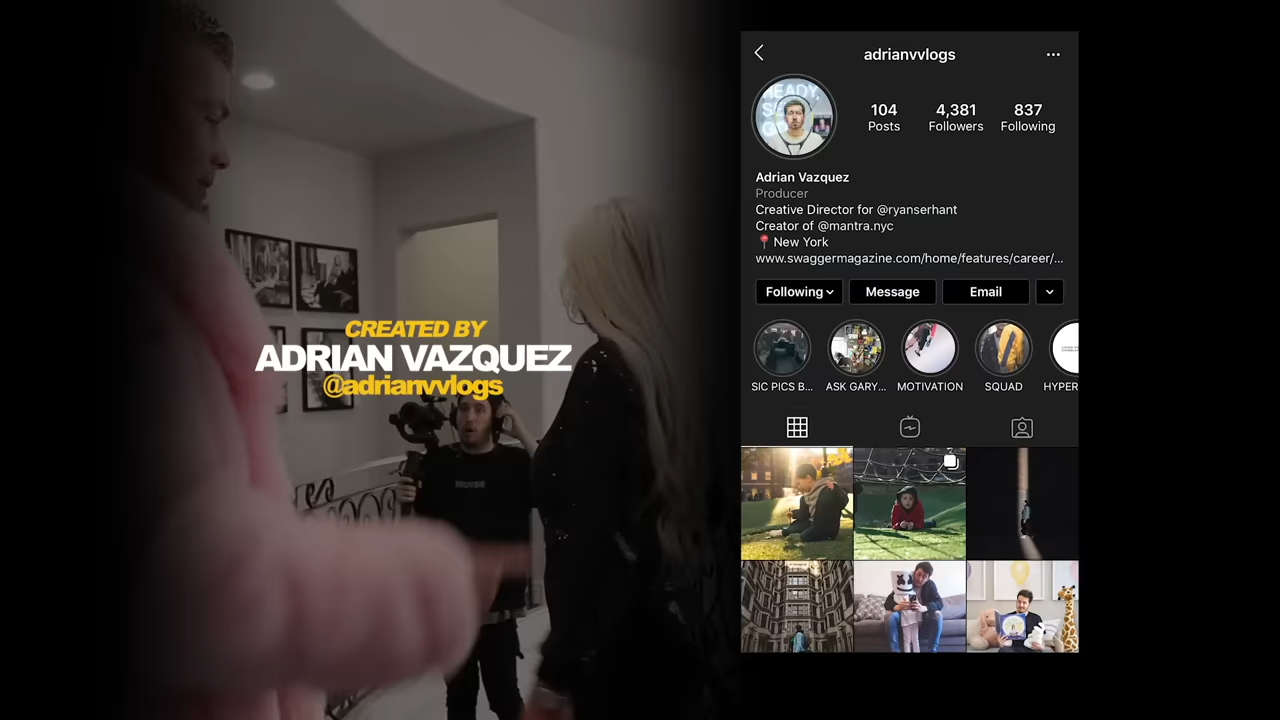 CREATED BY
ADRIAN VAZQUEZ
@adrianvvlogs
adrianvvlogs
104
Posts
4,381
Followers
837
Following
Adrian Vazquez
Producer
Creative Director for @ryanserhant
Creator of @mantra.nyc
📍 New York
www.swaggermagazine.com/home/features/career/...
Following
Message
Email
SIC PICS B...
ASK GARY...
MOTIVATION
SQUAD
HYPER